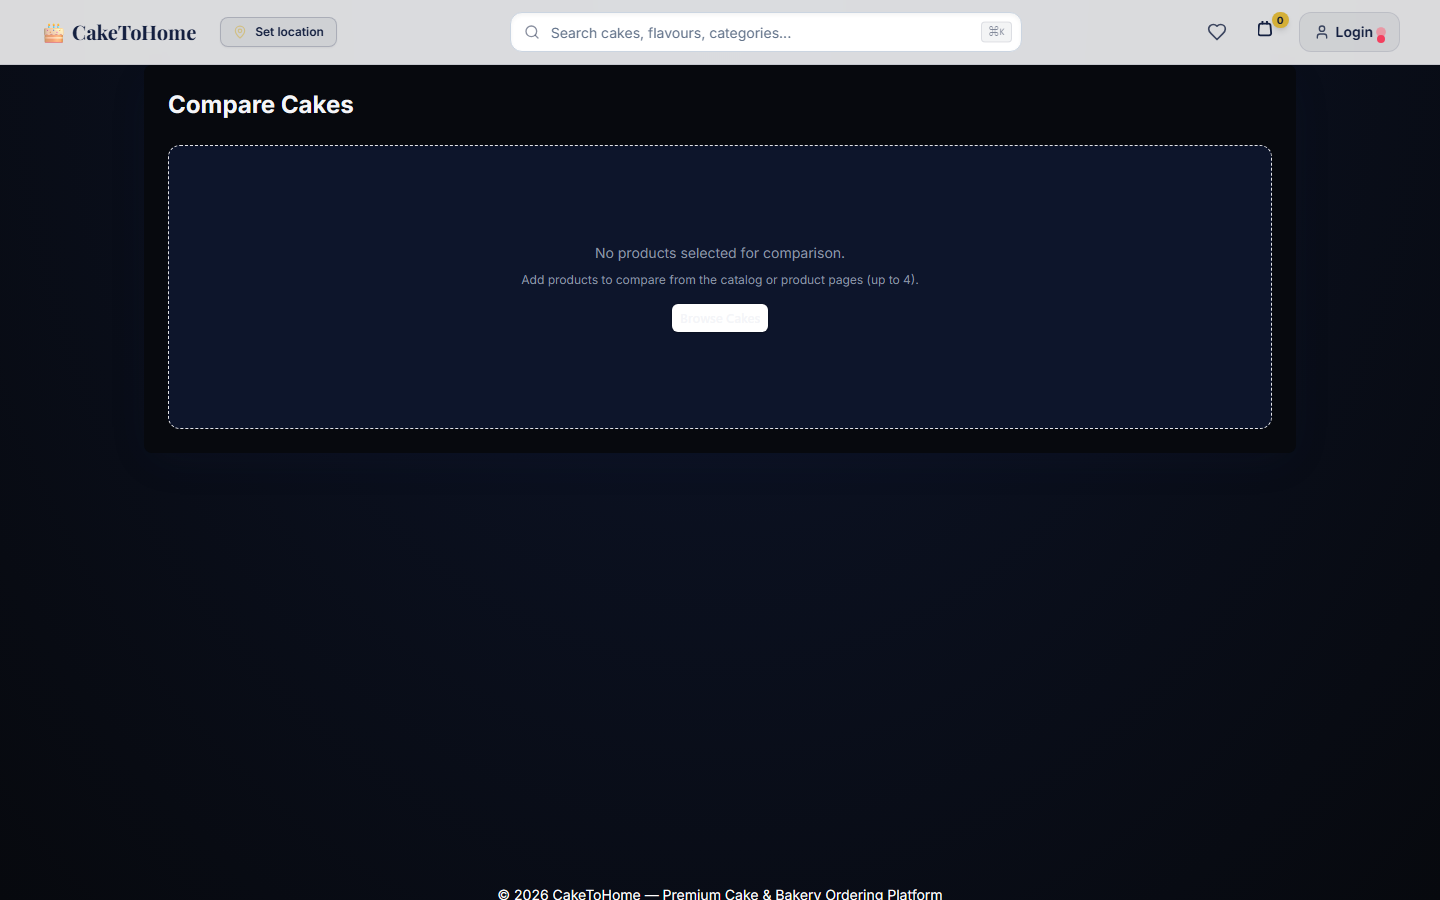 CakeToHome
Set location
Search cakes, flavours, categories...
⌘K
0
Login
Compare Cakes
No products selected for comparison.
Add products to compare from the catalog or product pages (up to 4).
Browse Cakes
© 2026 CakeToHome — Premium Cake & Bakery Ordering Platform